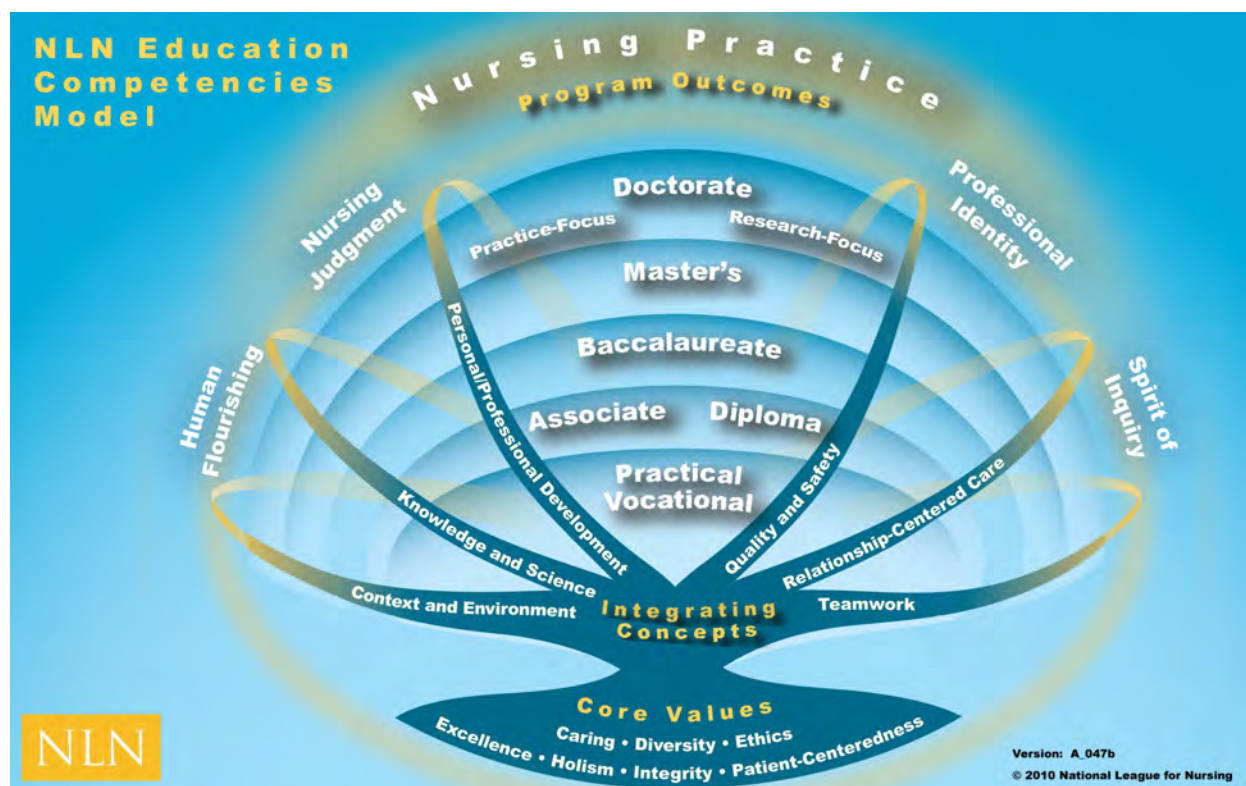 NLN Education
Competencies
Model
Nursing Practice
Program Outcomes
Nursing
Judgment
Professional
Identity
Human
Flourishing
Spirit of
Inquiry
Doctorate
Practice-Focus
Research-Focus
Master's
Baccalaureate
Associate
Diploma
Practical
Vocational
Personal/Professional Development
Quality and Safety
Knowledge and Science
Relationship-Centered Care
Context and Environment
Teamwork
Integrating
Concepts
Core Values
Caring • Diversity • Ethics
Excellence • Holism • Integrity • Patient-Centeredness
NLN
Version: A_047b
© 2010 National League for Nursing